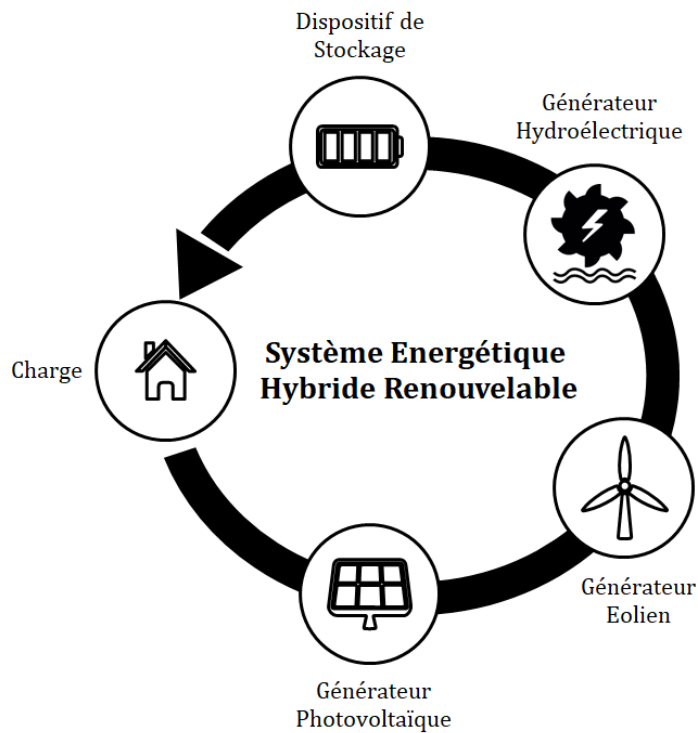 Dispositif de
Stockage
Générateur
Hydroélectrique
Système Energétique
Hybride Renouvelable
Charge
Générateur
Eolien
Générateur
Photovoltaïque